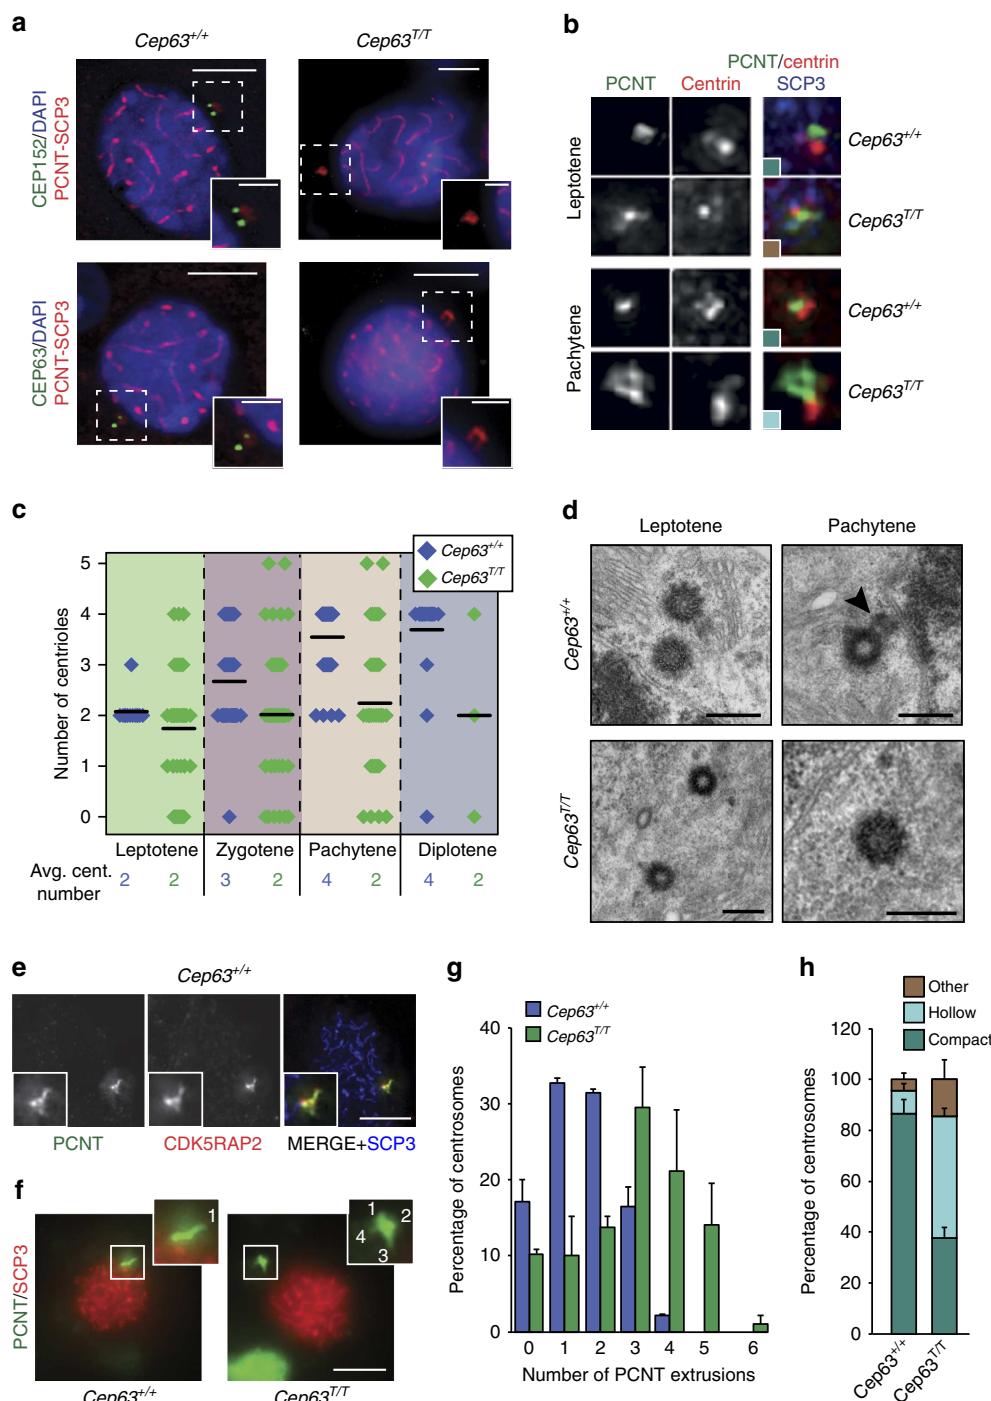 a
Cep63+/+
Cep63T/T
CEP152/DAPI
PCNT-SCP3
CEP63/DAPI
PCNT-SCP3
b
PCNT/centrin
PCNT
Centrin
SCP3
Leptotene
Cep63+/+
Cep63T/T
Pachytene
Cep63+/+
Cep63T/T
c
Cep63+/+
Cep63T/T
Number of centrioles
5
4
3
2
1
0
Leptotene
Zygotene
Pachytene
Diplotene
Avg. cent.
number
2 2 3 2 4 2 4 2
d
Leptotene
Pachytene
Cep63+/+
Cep63T/T
e
Cep63+/+
PCNT
CDK5RAP2
MERGE+SCP3
f
PCNT/SCP3
1
1
2
3
4
Cep63+/+
Cep63T/T
g
Cep63+/+
Cep63T/T
Percentage of centrosomes
40
30
20
10
0
0 1 2 3 4 5 6
Number of PCNT extrusions
h
Other
Hollow
Compact
Percentage of centrosomes
120
100
80
60
40
20
0
Cep63+/+
Cep63T/T